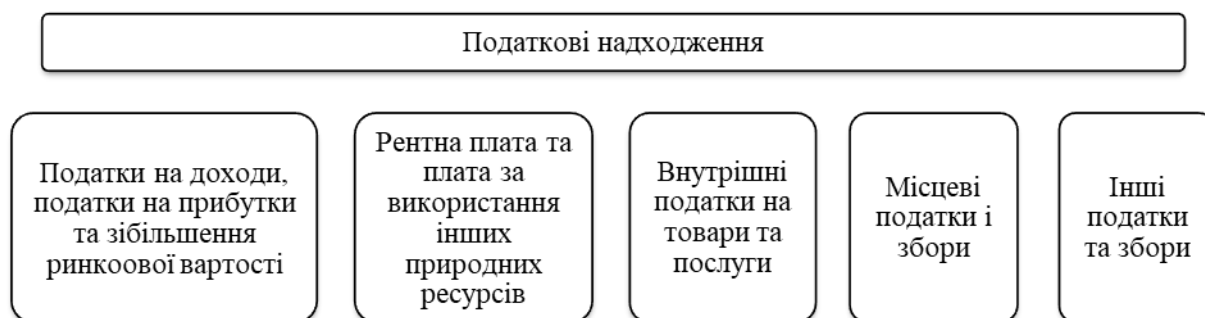 Податкові надходження
Податки на доходи,
податки на прибутки
та зібільшення
ринкоової вартості
Рентна плата та
плата за
використання
інших
природних
ресурсів
Внутрішні
податки на
товари та
послуги
Місцеві
податки і
збори
Інші
податки
та збори